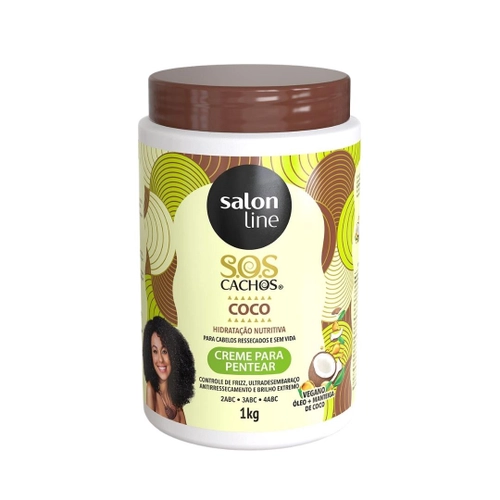 salon
line
S.O.S
CACHOS®
COCO
HIDRATAÇÃO NUTRITIVA
PARA CABELOS RESSECADOS E SEM VIDA
CREME PARA
PENTEAR
CONTROLE DE FRIZZ, ULTRADESEMBARAÇO
ANTIRRESSECAMENTO E BRILHO EXTREMO
2ABC • 3ABC • 4ABC
1kg
VEGANO
ÓLEO + MANTEIGA
DE COCO